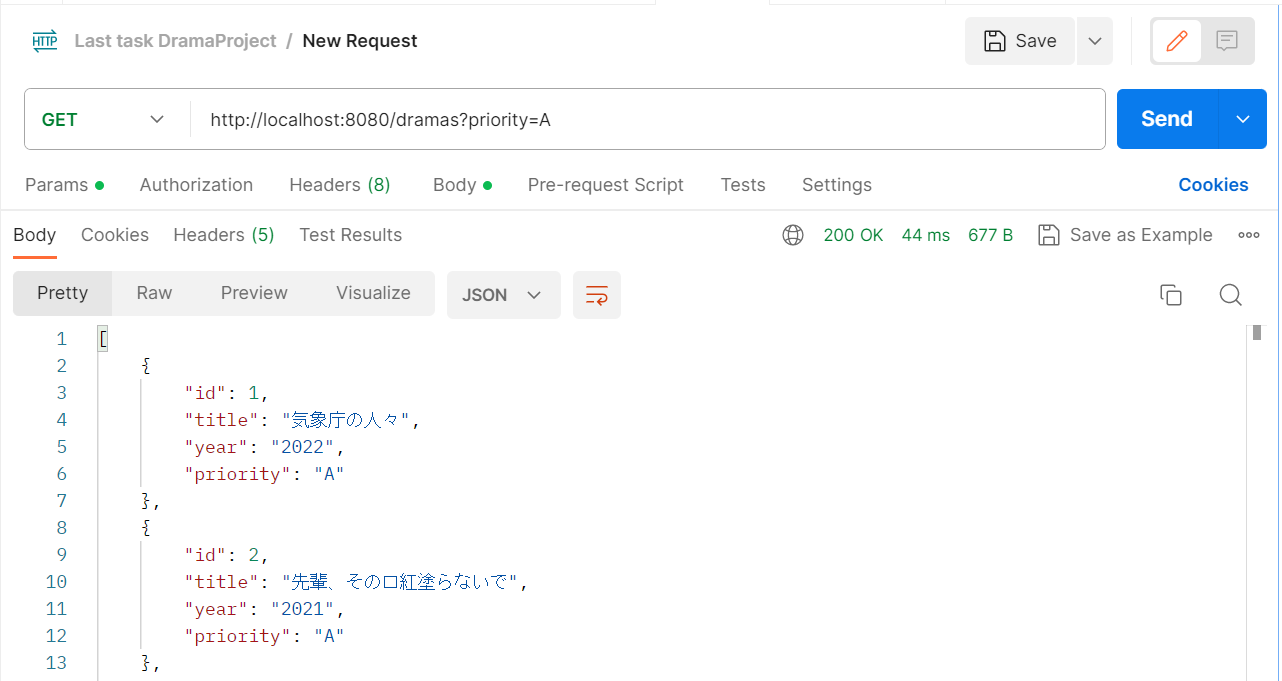 HTTP Last task DramaProject / New Request Save
GET http://localhost:8080/dramas?priority=A Send
Params Authorization Headers (8) Body Pre-request Script Tests Settings Cookies
Body Cookies Headers (5) Test Results 200 OK 44 ms 677 B Save as Example
Pretty Raw Preview Visualize JSON
1 [
2 {
3 "id": 1,
4 "title": "気象庁の人々",
5 "year": "2022",
6 "priority": "A"
7 },
8 {
9 "id": 2,
10 "title": "先輩、その口紅塗らないで",
11 "year": "2021",
12 "priority": "A"
13 },